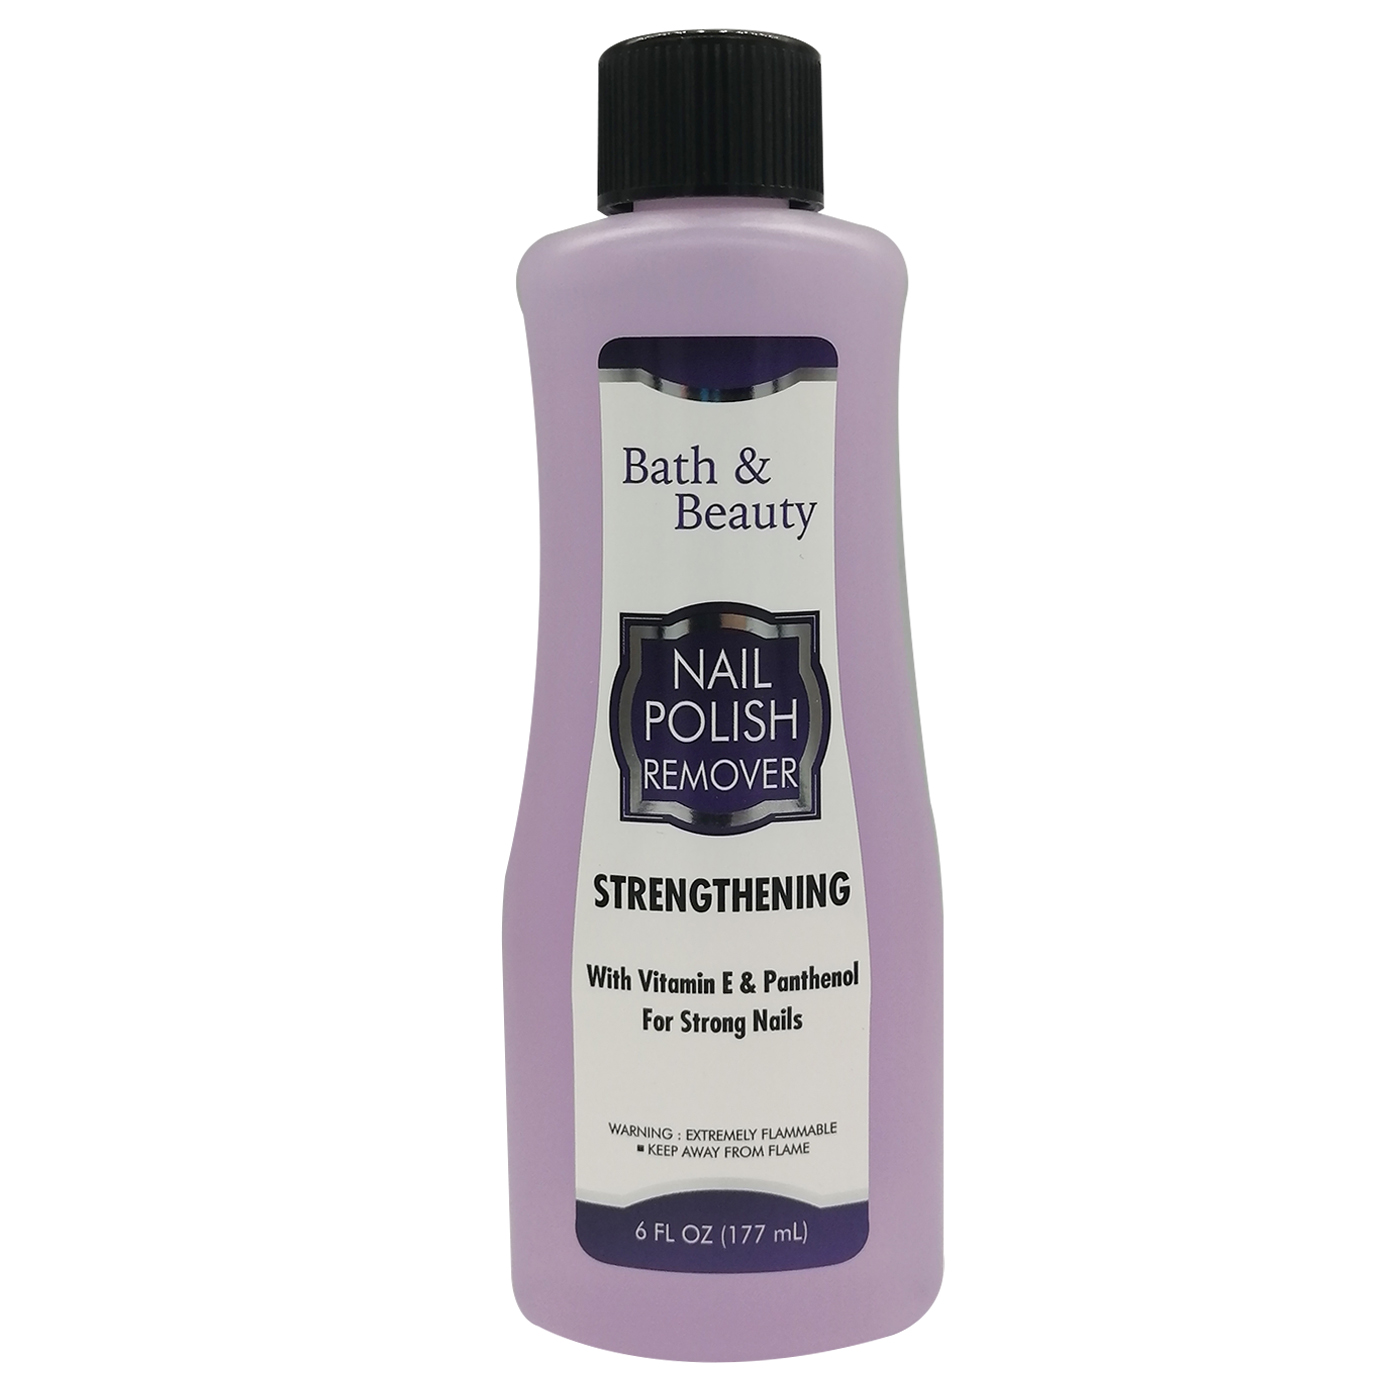 Bath &
Beauty
NAIL
POLISH
REMOVER
STRENGTHENING
With Vitamin E & Panthenol
For Strong Nails
WARNING : EXTREMELY FLAMMABLE
▪ KEEP AWAY FROM FLAME
6 FL OZ (177 mL)